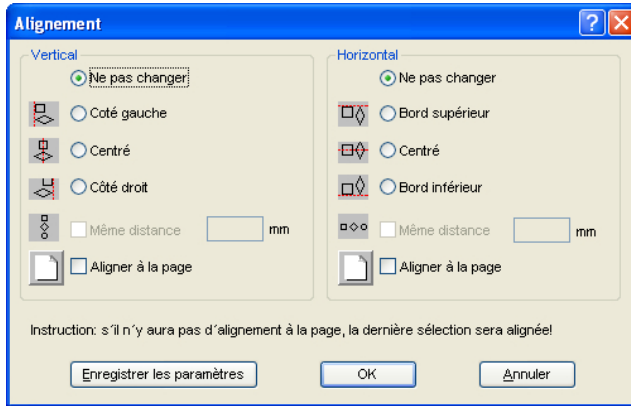 Alignement
Vertical
Ne pas changer
Coté gauche
Centré
Côté droit
Même distance mm
Aligner à la page
Horizontal
Ne pas changer
Bord supérieur
Centré
Bord inférieur
Même distance mm
Aligner à la page
Instruction: s´il n´y aura pas d´alignement à la page, la dernière sélection sera alignée!
Enregistrer les paramètres OK Annuler